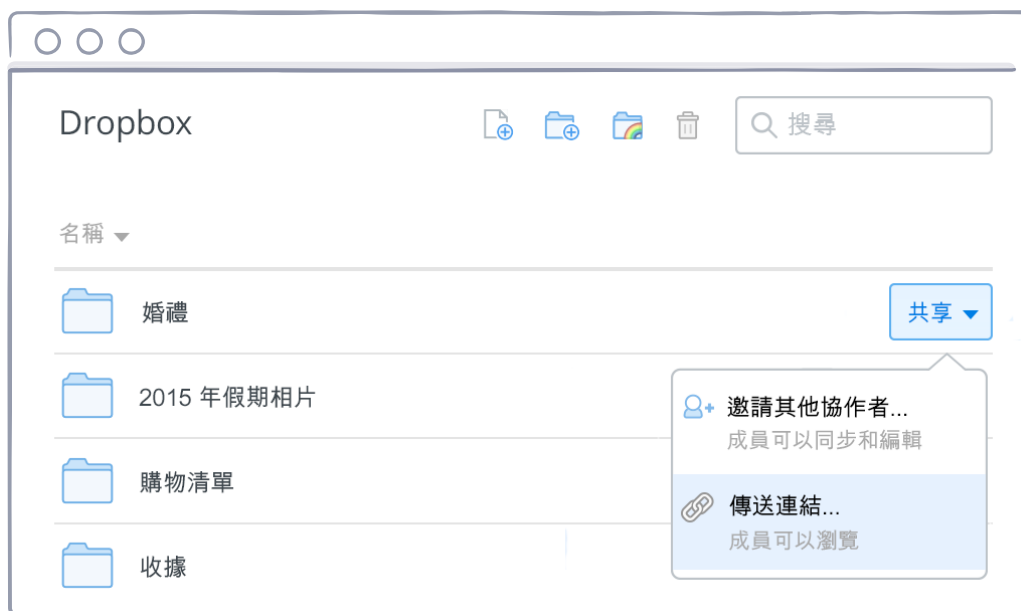 Dropbox
搜尋
名稱
婚禮
共享
2015 年假期相片
邀請其他協作者...
成員可以同步和編輯
購物清單
傳送連結...
成員可以瀏覽
收據